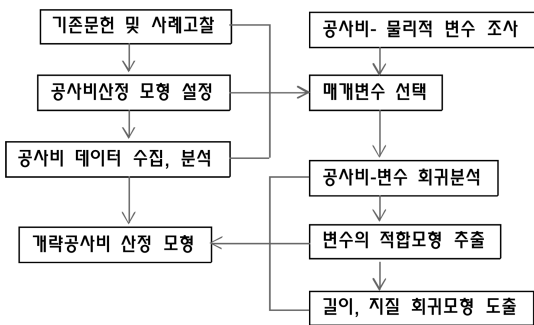 기존문헌 및 사례고찰
공사비산정 모형 설정
공사비 데이터 수집, 분석
개략공사비 산정 모형
공사비- 물리적 변수 조사
매개변수 선택
공사비-변수 회귀분석
변수의 적합모형 추출
길이, 지질 회귀모형 도출